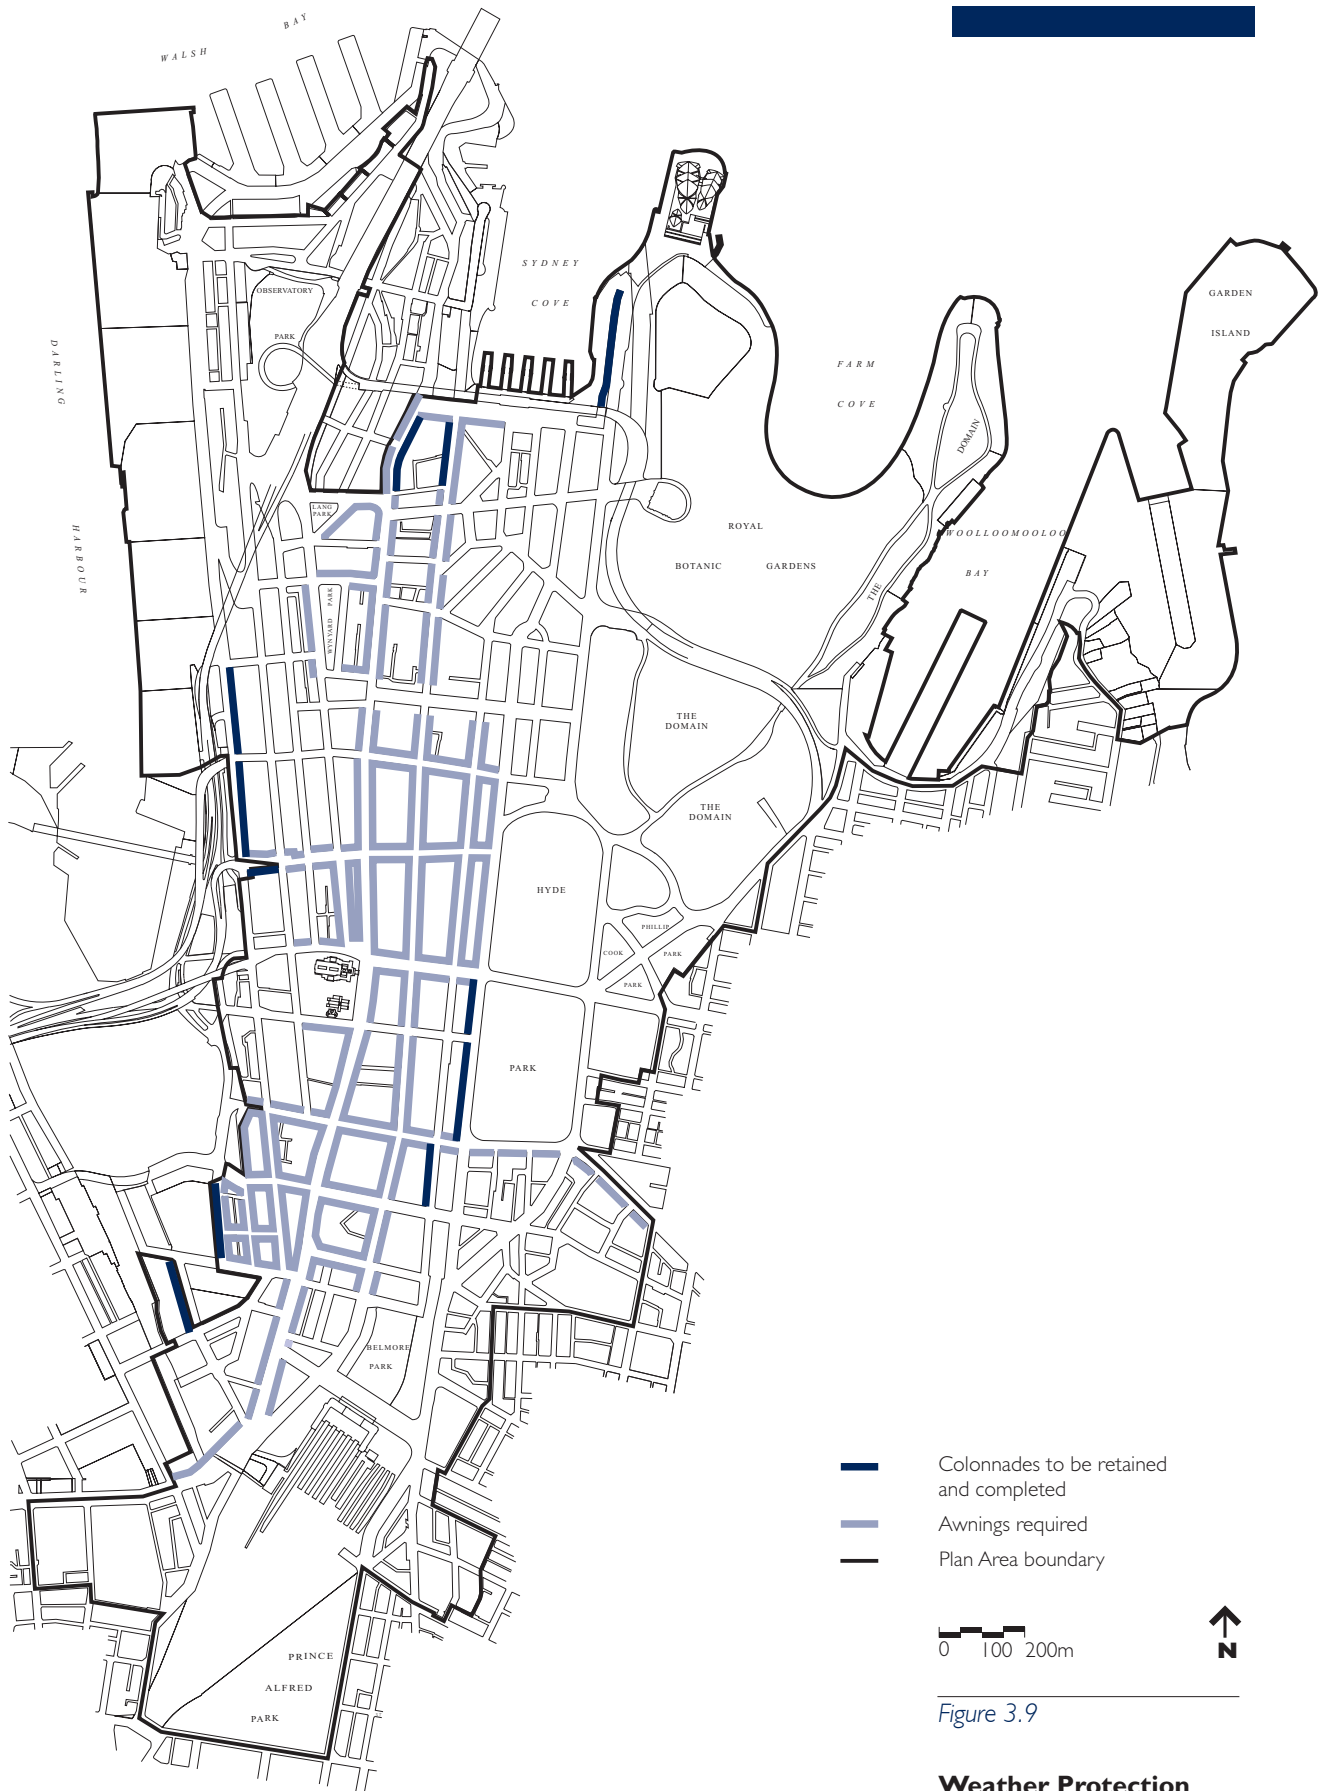 WALSH BAY
SYDNEY
COVE
OBSERVATORY
PARK
DARLING
HARBOUR
FARM
COVE
GARDEN
ISLAND
DOMAIN
THE
LANG
PARK
ROYAL
BOTANIC GARDENS
WOOLLOOMOOLOO
BAY
WYNYARD PARK
THE
DOMAIN
THE
DOMAIN
HYDE
PHILLIP
COOK PARK
PARK
PARK
BELMORE
PARK
PRINCE
ALFRED
PARK
Colonnades to be retained
and completed
Awnings required
Plan Area boundary
0 100 200m
N
Figure 3.9
Weather Protection